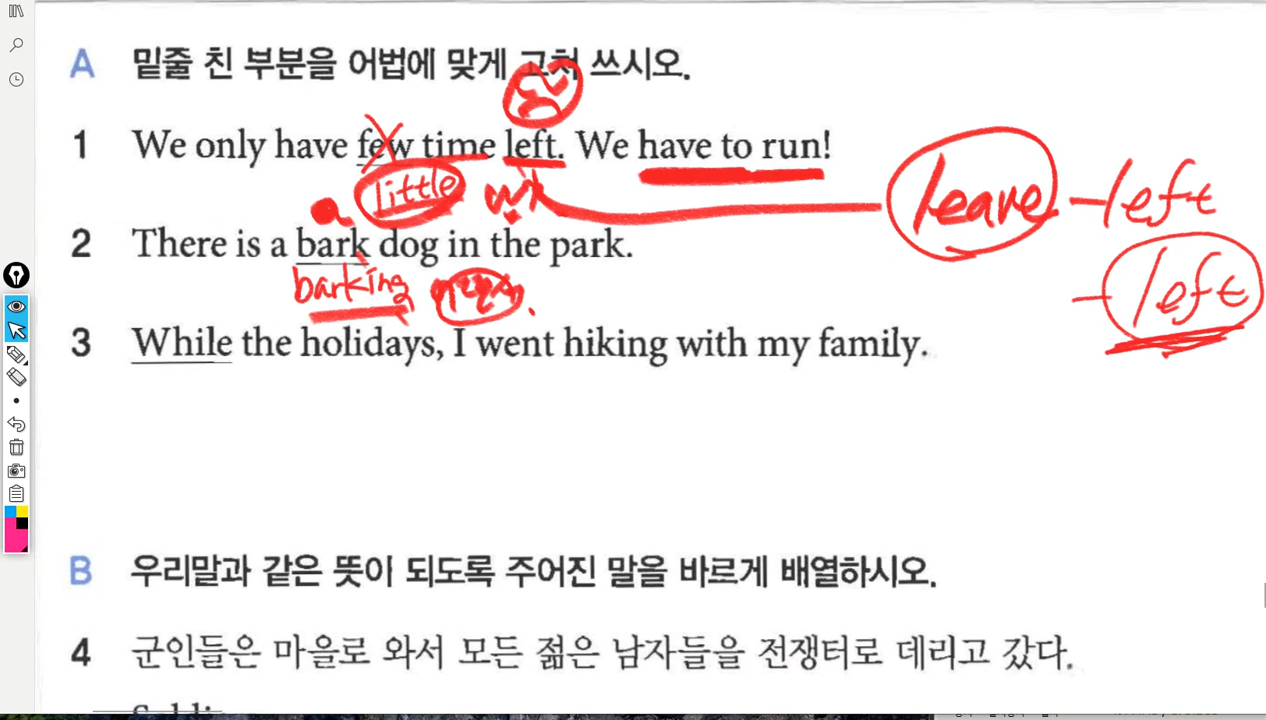 A 밑줄 친 부분을 어법에 맞게 고쳐 쓰시오.
1 We only have few time left. We have to run!
a little
leave - left
- left
2 There is a bark dog in the park.
barking
3 While the holidays, I went hiking with my family.
B 우리말과 같은 뜻이 되도록 주어진 말을 바르게 배열하시오.
4 군인들은 마을로 와서 모든 젊은 남자들을 전쟁터로 데리고 갔다.